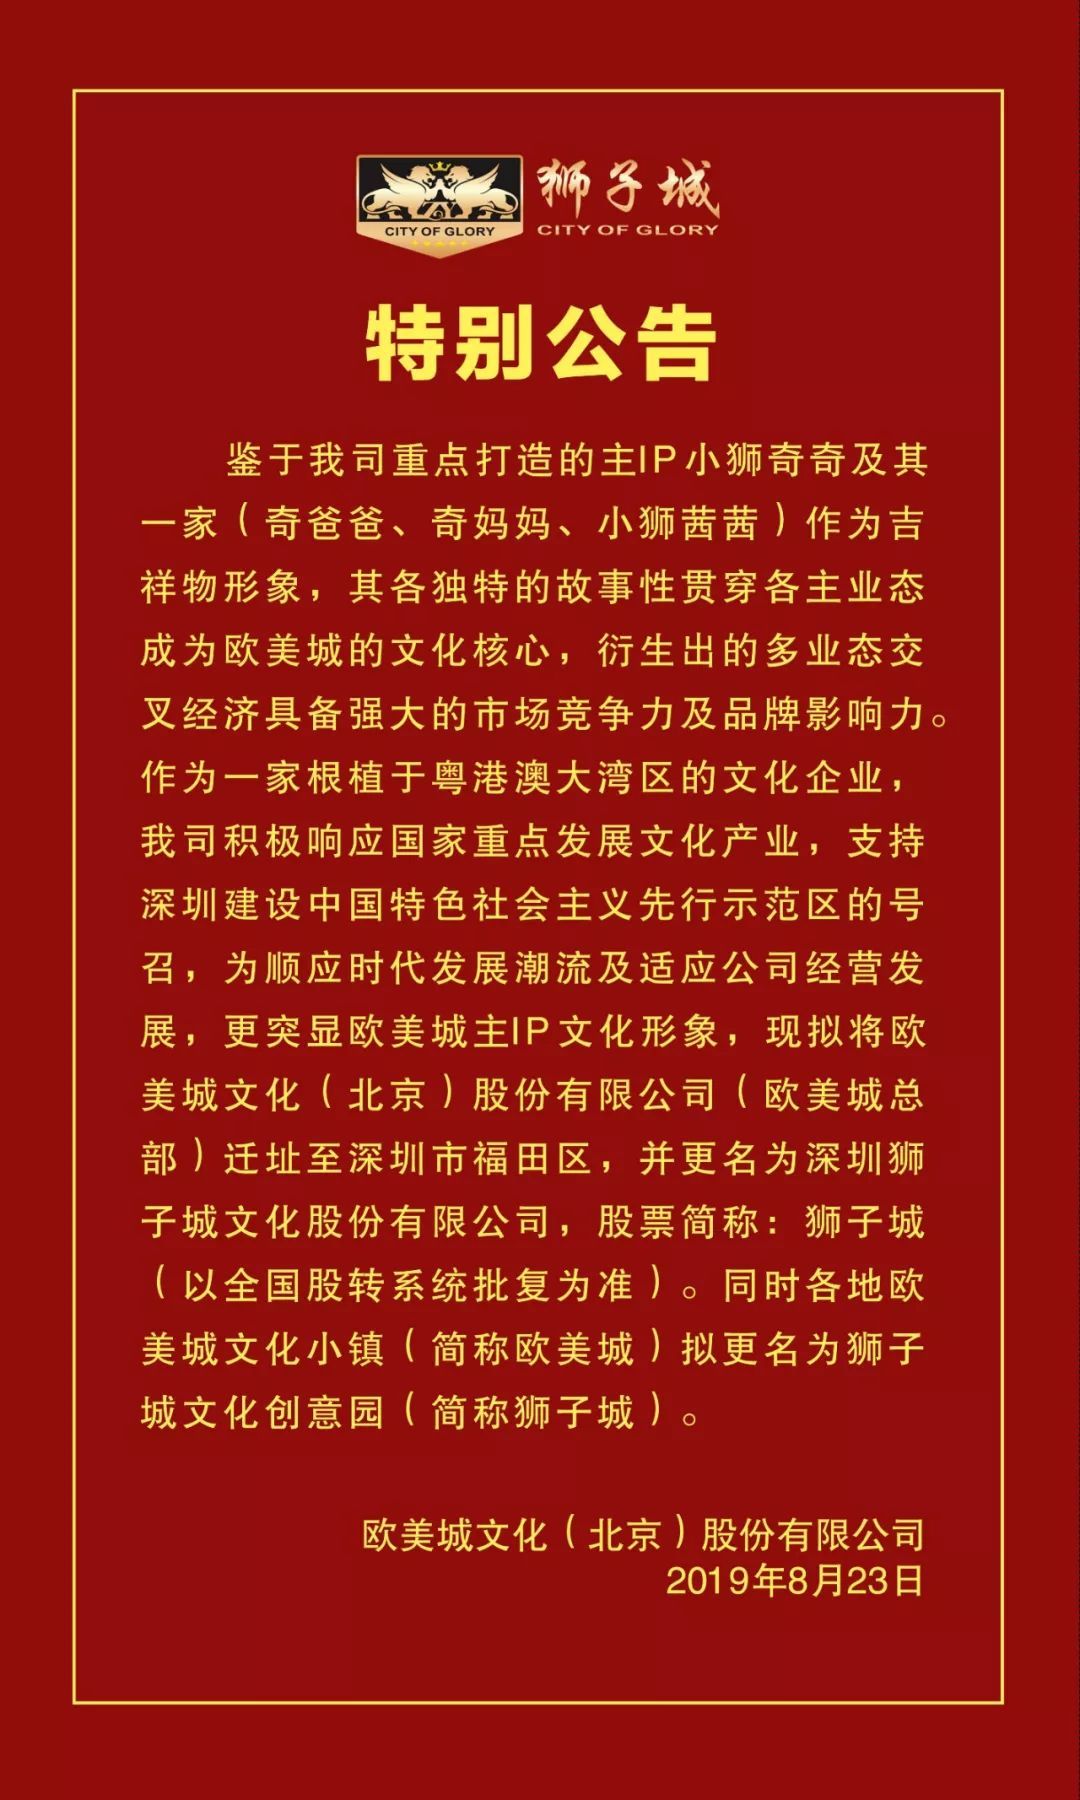 狮子城
CITY OF GLORY
CITY OF GLORY
特别公告
鉴于我司重点打造的主IP小狮奇奇及其
一家（奇爸爸、奇妈妈、小狮茜茜）作为吉
祥物形象，其各独特的故事性贯穿各主业态
成为欧美城的文化核心，衍生出的多业态交
叉经济具备强大的市场竞争力及品牌影响力。
作为一家根植于粤港澳大湾区的文化企业，
我司积极响应国家重点发展文化产业，支持
深圳建设中国特色社会主义先行示范区的号
召，为顺应时代发展潮流及适应公司经营发
展，更突显欧美城主IP文化形象，现拟将欧
美城文化（北京）股份有限公司（欧美城总
部）迁址至深圳市福田区，并更名为深圳狮
子城文化股份有限公司，股票简称：狮子城
（以全国股转系统批复为准）。同时各地欧
美城文化小镇（简称欧美城）拟更名为狮子
城文化创意园（简称狮子城）。
欧美城文化（北京）股份有限公司
2019年8月23日